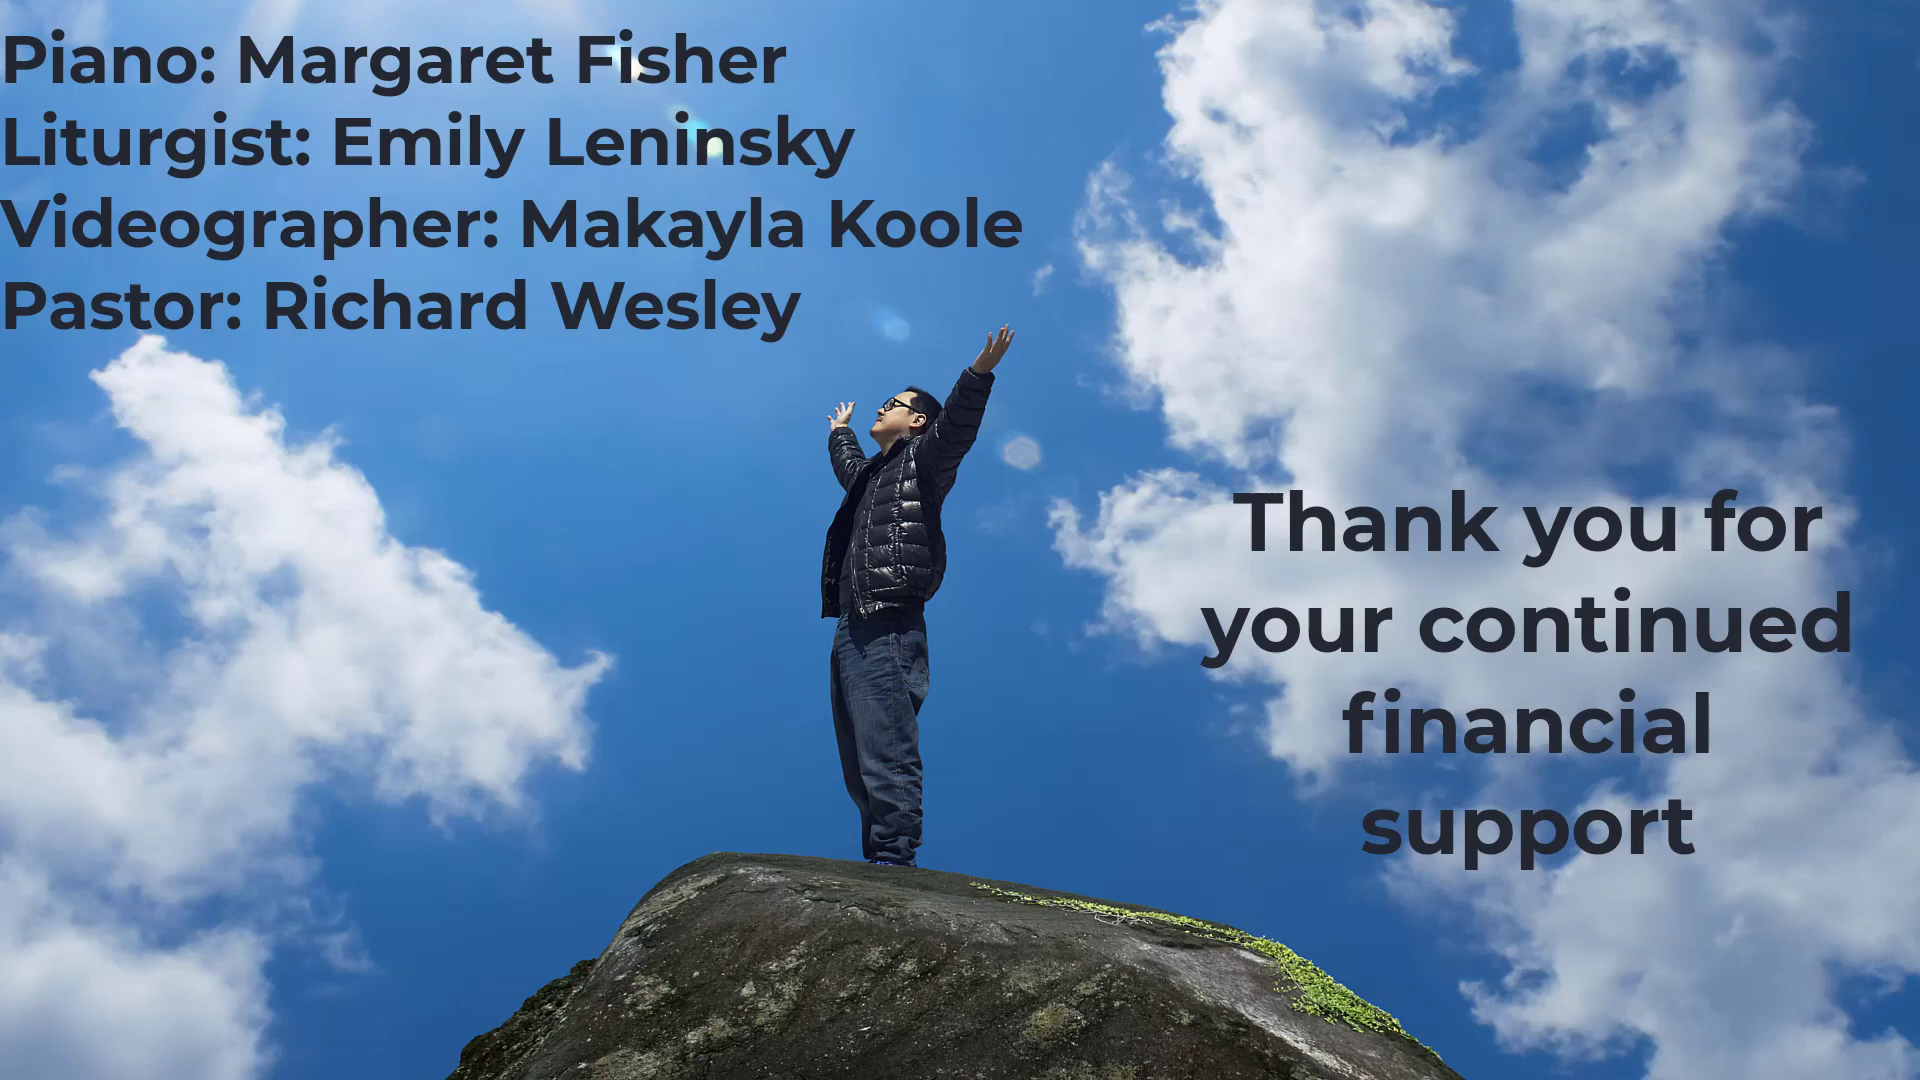 Piano: Margaret Fisher
Liturgist: Emily Leninsky
Videographer: Makayla Koole
Pastor: Richard Wesley
Thank you for
your continued
financial
support